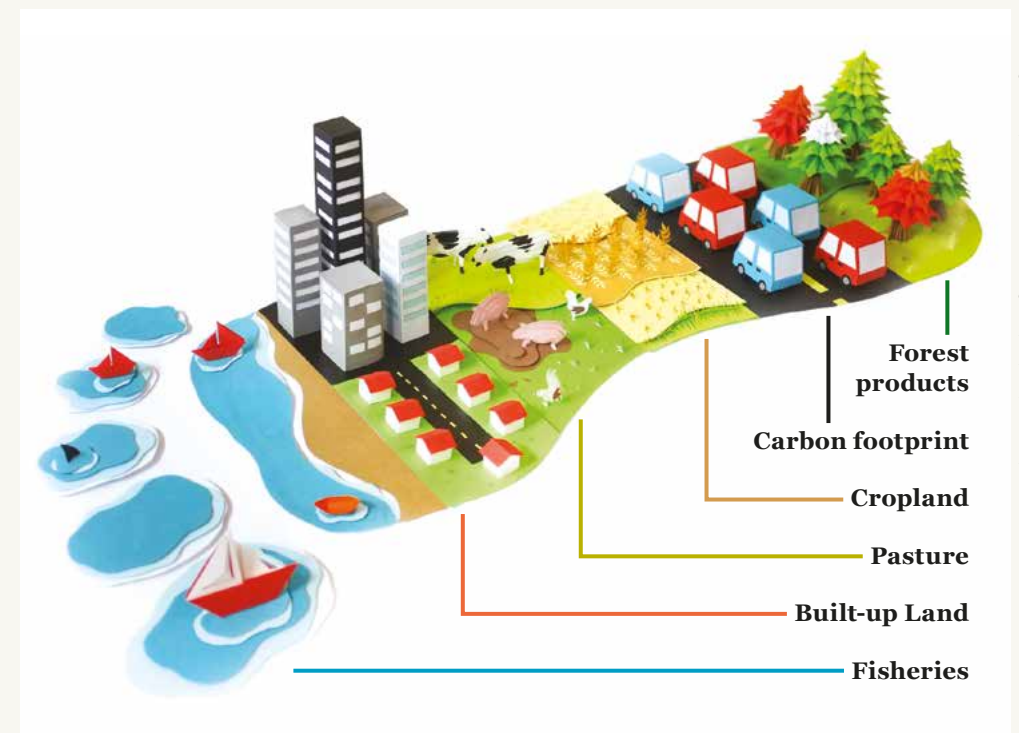 Forest
products
Carbon footprint
Cropland
Pasture
Built-up Land
Fisheries